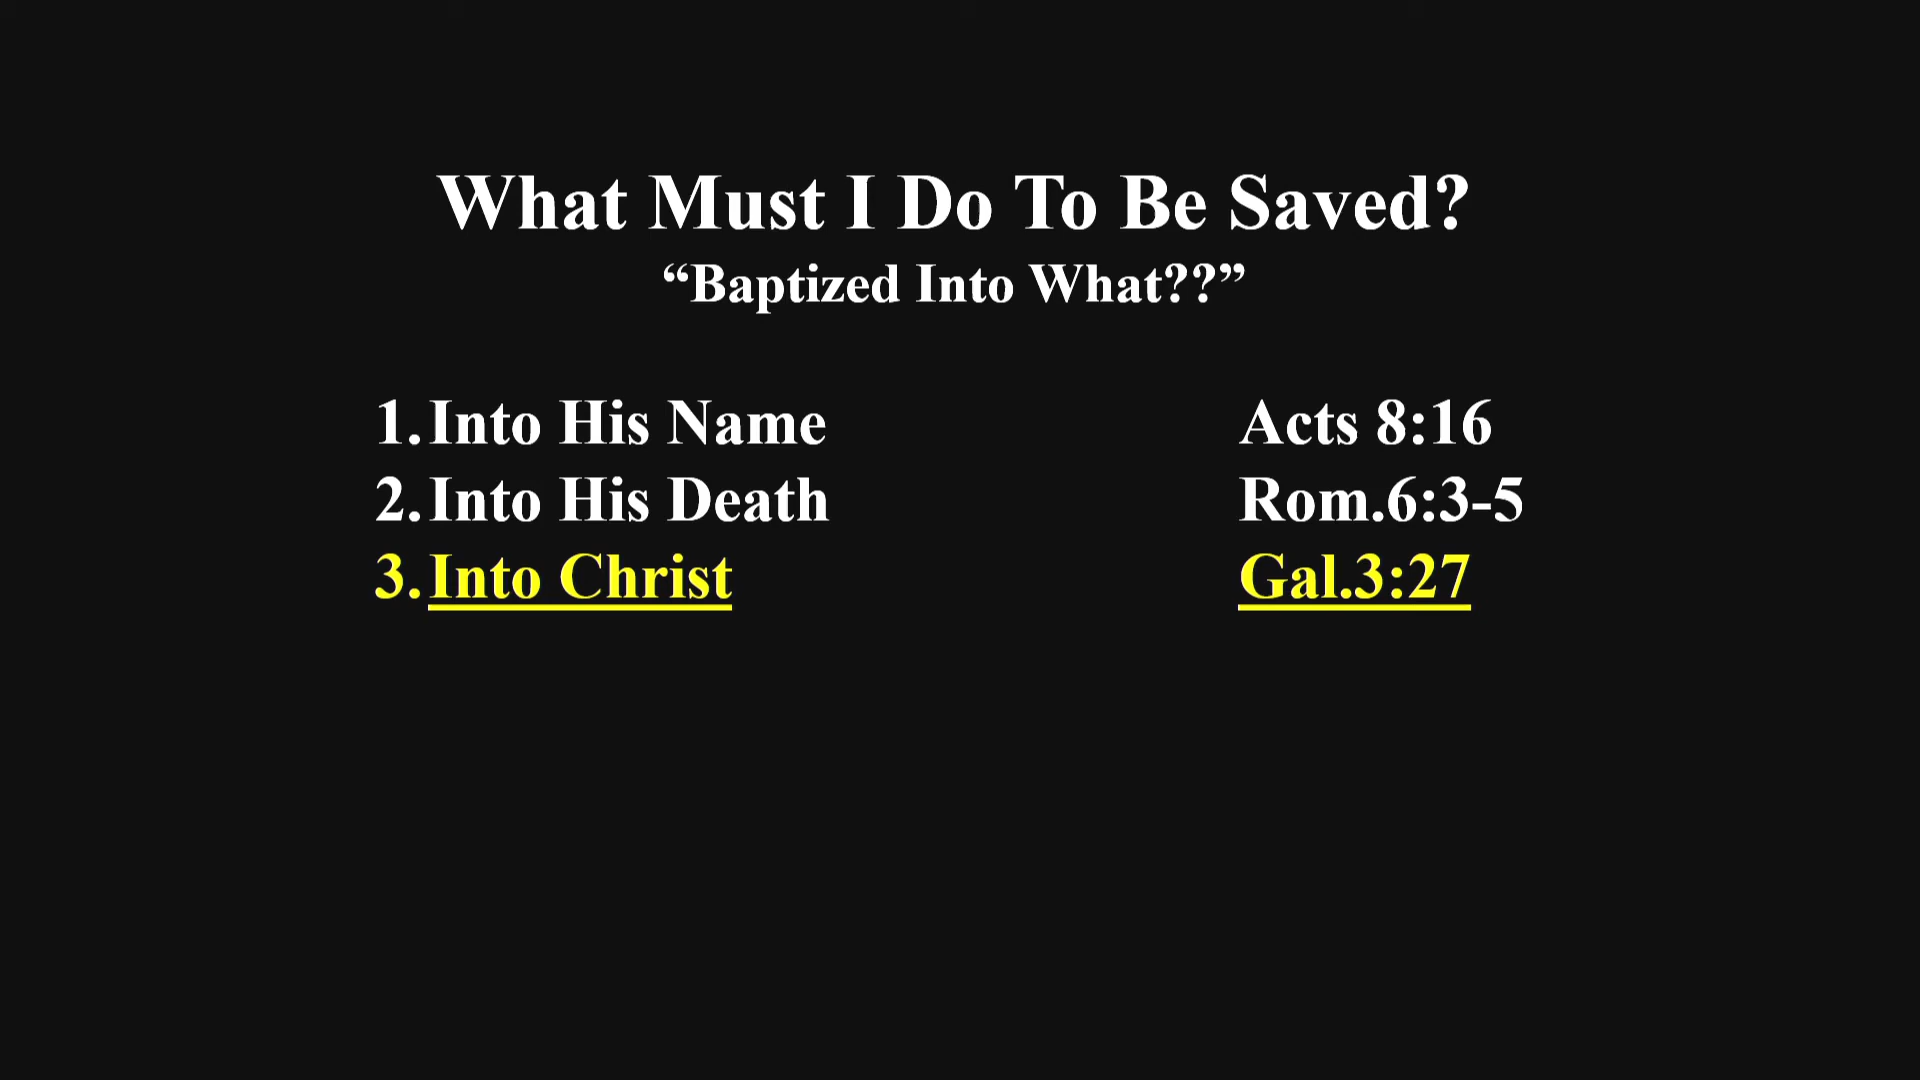 What Must I Do To Be Saved?
“Baptized Into What??”
1. Into His Name Acts 8:16
2. Into His Death Rom.6:3-5
3. Into Christ Gal.3:27